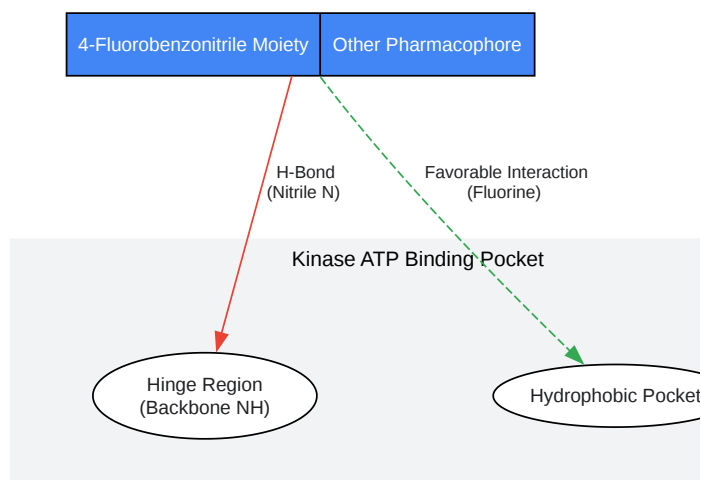 4-Fluorobenzonitrile Moiety
Other Pharmacophore
H-Bond
(Nitrile N)
Favorable Interaction
(Fluorine)
Kinase ATP Binding Pocket
Hinge Region
(Backbone NH)
Hydrophobic Pocket